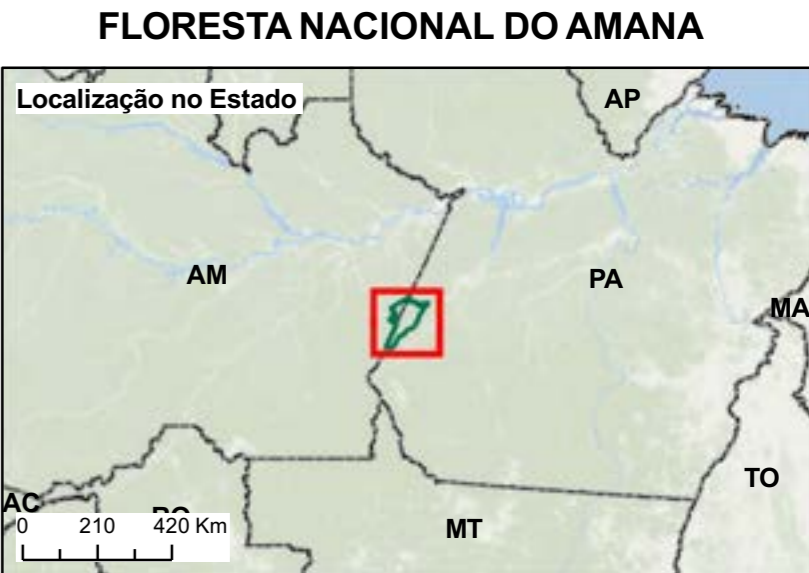 FLORESTA NACIONAL DO AMANA
Localização no Estado
AP
AM
PA
MA
TO
AC
MT
0 210 420 Km